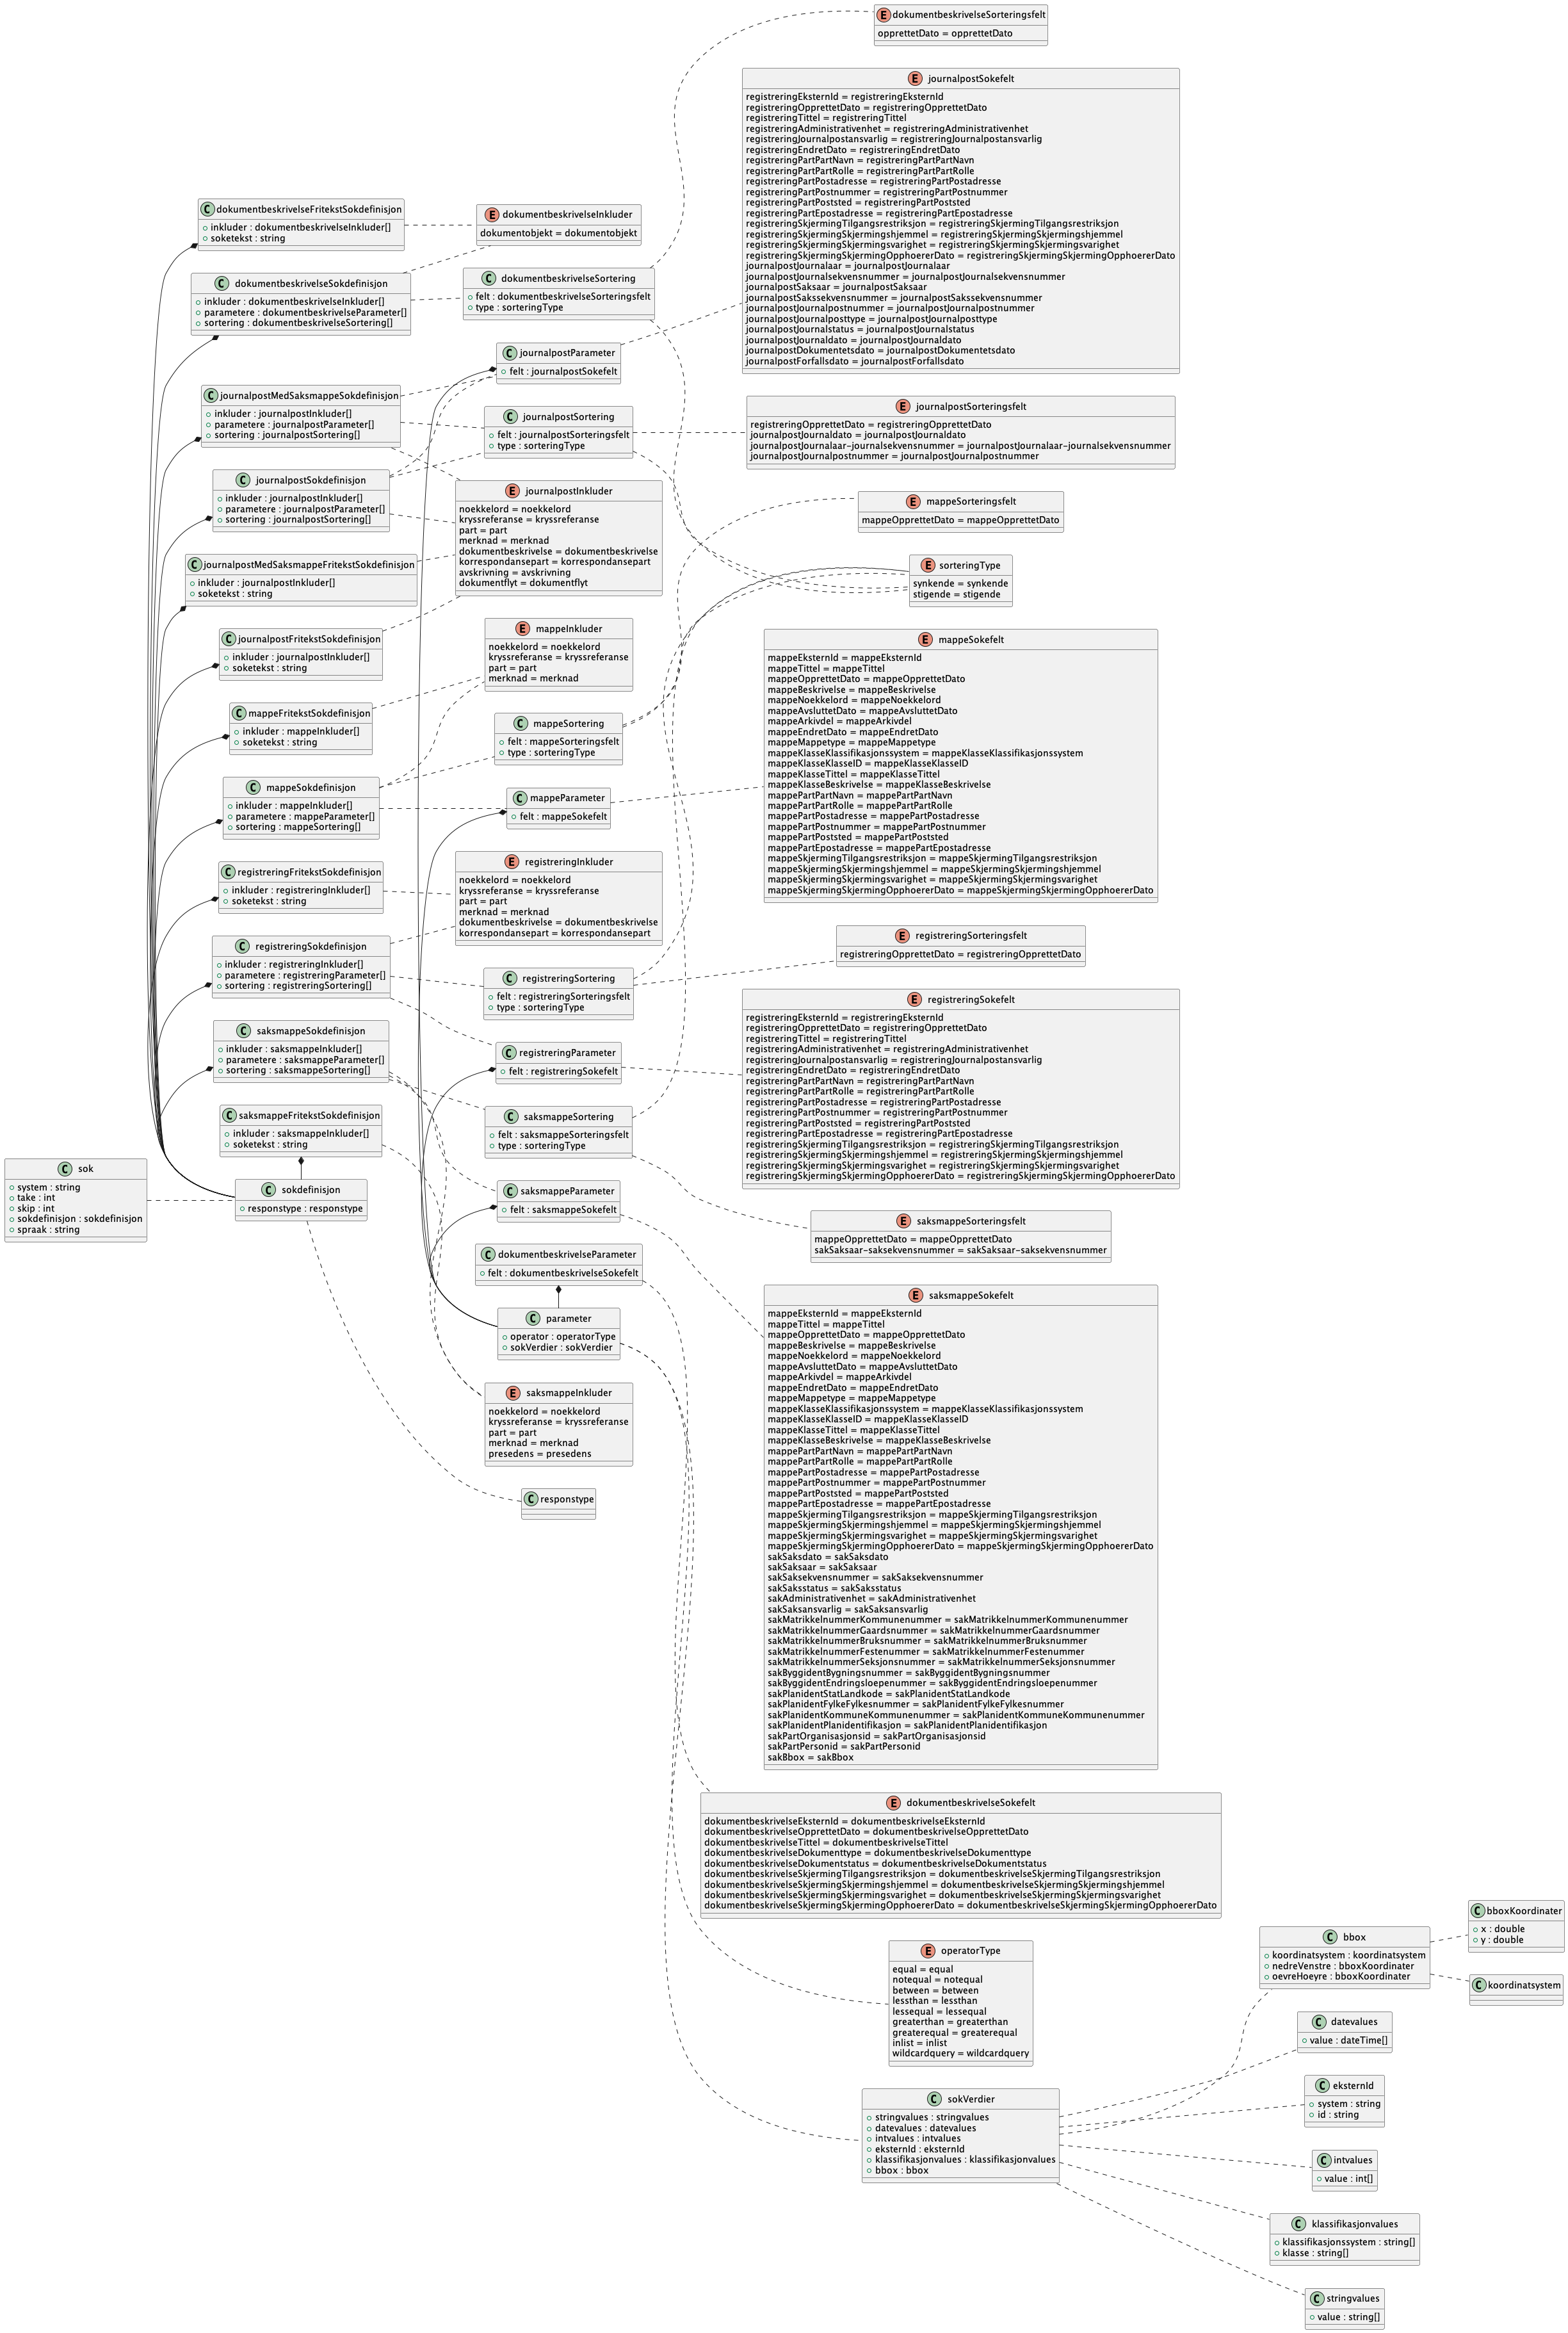 E dokumentbeskrivelseSorteringsfelt
opprettetDato = opprettetDato
E journalpostSokefelt
registreringEksternId = registreringEksternId
registreringOpprettetDato = registreringOpprettetDato
registreringTittel = registreringTittel
registreringAdministrativenhet = registreringAdministrativenhet
registreringJournalpostansvarlig = registreringJournalpostansvarlig
registreringEndretDato = registreringEndretDato
registreringPartPartNavn = registreringPartPartNavn
registreringPartPartRolle = registreringPartPartRolle
registreringPartPostadresse = registreringPartPostadresse
registreringPartPostnummer = registreringPartPostnummer
registreringPartPoststed = registreringPartPoststed
registreringPartEpostadresse = registreringPartEpostadresse
registreringSkjermingTilgangsrestriksjon = registreringSkjermingTilgangsrestriksjon
registreringSkjermingSkjermingshjemmel = registreringSkjermingSkjermingshjemmel
registreringSkjermingSkjermingsvarighet = registreringSkjermingSkjermingsvarighet
registreringSkjermingSkjermingOpphoererDato = registreringSkjermingSkjermingOpphoererDato
journalpostJournalaar = journalpostJournalaar
journalpostJournalsekvensnummer = journalpostJournalsekvensnummer
journalpostSaksaar = journalpostSaksaar
journalpostSakssekvensnummer = journalpostSakssekvensnummer
journalpostJournalpostnummer = journalpostJournalpostnummer
journalpostJournalposttype = journalpostJournalposttype
journalpostJournalstatus = journalpostJournalstatus
journalpostJournaldato = journalpostJournaldato
journalpostDokumentetsdato = journalpostDokumentetsdato
journalpostForfallsdato = journalpostForfallsdato
C dokumentbeskrivelseFritekstSokdefinisjon
inkluder : dokumentbeskrivelseInkluder[]
soketekst : string
E dokumentbeskrivelseInkluder
dokumentobjekt = dokumentobjekt
C dokumentbeskrivelseSokdefinisjon
inkluder : dokumentbeskrivelseInkluder[]
parametere : dokumentbeskrivelseParameter[]
sortering : dokumentbeskrivelseSortering[]
C dokumentbeskrivelseSortering
felt : dokumentbeskrivelseSorteringsfelt
type : sorteringType
C journalpostParameter
felt : journalpostSokefelt
C journalpostMedSaksmappeSokdefinisjon
inkluder : journalpostInkluder[]
parametere : journalpostParameter[]
sortering : journalpostSortering[]
C journalpostSortering
felt : journalpostSorteringsfelt
type : sorteringType
E journalpostSorteringsfelt
registreringOpprettetDato = registreringOpprettetDato
journalpostJournaldato = journalpostJournaldato
journalpostJournalaar-journalsekvensnummer = journalpostJournalaar-journalsekvensnummer
journalpostJournalpostnummer = journalpostJournalpostnummer
C journalpostSokdefinisjon
inkluder : journalpostInkluder[]
parametere : journalpostParameter[]
sortering : journalpostSortering[]
E journalpostInkluder
noekkelord = noekkelord
kryssreferanse = kryssreferanse
part = part
merknad = merknad
dokumentbeskrivelse = dokumentbeskrivelse
korrespondansepart = korrespondansepart
avskrivning = avskrivning
dokumentflyt = dokumentflyt
E mappeSorteringsfelt
mappeOpprettetDato = mappeOpprettetDato
C journalpostMedSaksmappeFritekstSokdefinisjon
inkluder : journalpostInkluder[]
soketekst : string
E sorteringType
synkende = synkende
stigende = stigende
C journalpostFritekstSokdefinisjon
inkluder : journalpostInkluder[]
soketekst : string
E mappeInkluder
noekkelord = noekkelord
kryssreferanse = kryssreferanse
part = part
merknad = merknad
E mappeSokefelt
mappeEksternId = mappeEksternId
mappeTittel = mappeTittel
mappeOpprettetDato = mappeOpprettetDato
mappeBeskrivelse = mappeBeskrivelse
mappeNoekkelord = mappeNoekkelord
mappeAvsluttetDato = mappeAvsluttetDato
mappeArkivdel = mappeArkivdel
mappeEndretDato = mappeEndretDato
mappeMappetype = mappeMappetype
mappeKlasseKlassifikasjonssystem = mappeKlasseKlassifikasjonssystem
mappeKlasseKlasseID = mappeKlasseKlasseID
mappeKlasseTittel = mappeKlasseTittel
mappeKlasseBeskrivelse = mappeKlasseBeskrivelse
mappePartPartNavn = mappePartPartNavn
mappePartPartRolle = mappePartPartRolle
mappePartPostadresse = mappePartPostadresse
mappePartPostnummer = mappePartPostnummer
mappePartPoststed = mappePartPoststed
mappePartEpostadresse = mappePartEpostadresse
mappeSkjermingTilgangsrestriksjon = mappeSkjermingTilgangsrestriksjon
mappeSkjermingSkjermingshjemmel = mappeSkjermingSkjermingshjemmel
mappeSkjermingSkjermingsvarighet = mappeSkjermingSkjermingsvarighet
mappeSkjermingSkjermingOpphoererDato = mappeSkjermingSkjermingOpphoererDato
C mappeFritekstSokdefinisjon
inkluder : mappeInkluder[]
soketekst : string
C mappeSortering
felt : mappeSorteringsfelt
type : sorteringType
C mappeSokdefinisjon
inkluder : mappeInkluder[]
parametere : mappeParameter[]
sortering : mappeSortering[]
C mappeParameter
felt : mappeSokefelt
C registreringFritekstSokdefinisjon
inkluder : registreringInkluder[]
soketekst : string
E registreringInkluder
noekkelord = noekkelord
kryssreferanse = kryssreferanse
part = part
merknad = merknad
dokumentbeskrivelse = dokumentbeskrivelse
korrespondansepart = korrespondansepart
E registreringSorteringsfelt
registreringOpprettetDato = registreringOpprettetDato
C registreringSokdefinisjon
inkluder : registreringInkluder[]
parametere : registreringParameter[]
sortering : registreringSortering[]
C registreringSortering
felt : registreringSorteringsfelt
type : sorteringType
E registreringSokefelt
registreringEksternId = registreringEksternId
registreringOpprettetDato = registreringOpprettetDato
registreringTittel = registreringTittel
registreringAdministrativenhet = registreringAdministrativenhet
registreringJournalpostansvarlig = registreringJournalpostansvarlig
registreringEndretDato = registreringEndretDato
registreringPartPartNavn = registreringPartPartNavn
registreringPartPartRolle = registreringPartPartRolle
registreringPartPostadresse = registreringPartPostadresse
registreringPartPostnummer = registreringPartPostnummer
registreringPartPoststed = registreringPartPoststed
registreringPartEpostadresse = registreringPartEpostadresse
registreringSkjermingTilgangsrestriksjon = registreringSkjermingTilgangsrestriksjon
registreringSkjermingSkjermingshjemmel = registreringSkjermingSkjermingshjemmel
registreringSkjermingSkjermingsvarighet = registreringSkjermingSkjermingsvarighet
registreringSkjermingSkjermingOpphoererDato = registreringSkjermingSkjermingOpphoererDato
C saksmappeSokdefinisjon
inkluder : saksmappeInkluder[]
parametere : saksmappeParameter[]
sortering : saksmappeSortering[]
C registreringParameter
felt : registreringSokefelt
C saksmappeFritekstSokdefinisjon
inkluder : saksmappeInkluder[]
soketekst : string
C saksmappeSortering
felt : saksmappeSorteringsfelt
type : sorteringType
C sok
system : string
take : int
skip : int
sokdefinisjon : sokdefinisjon
spraak : string
C sokdefinisjon
responstype : responstype
C saksmappeParameter
felt : saksmappeSokefelt
E saksmappeSorteringsfelt
mappeOpprettetDato = mappeOpprettetDato
sakSaksaar-saksekvensnummer = sakSaksaar-saksekvensnummer
C dokumentbeskrivelseParameter
felt : dokumentbeskrivelseSokefelt
C parameter
operator : operatorType
sokVerdier : sokVerdier
E saksmappeSokefelt
mappeEksternId = mappeEksternId
mappeTittel = mappeTittel
mappeOpprettetDato = mappeOpprettetDato
mappeBeskrivelse = mappeBeskrivelse
mappeNoekkelord = mappeNoekkelord
mappeAvsluttetDato = mappeAvsluttetDato
mappeArkivdel = mappeArkivdel
mappeEndretDato = mappeEndretDato
mappeMappetype = mappeMappetype
mappeKlasseKlassifikasjonssystem = mappeKlasseKlassifikasjonssystem
mappeKlasseKlasseID = mappeKlasseKlasseID
mappeKlasseTittel = mappeKlasseTittel
mappeKlasseBeskrivelse = mappeKlasseBeskrivelse
mappePartPartNavn = mappePartPartNavn
mappePartPartRolle = mappePartPartRolle
mappePartPostadresse = mappePartPostadresse
mappePartPostnummer = mappePartPostnummer
mappePartPoststed = mappePartPoststed
mappePartEpostadresse = mappePartEpostadresse
mappeSkjermingTilgangsrestriksjon = mappeSkjermingTilgangsrestriksjon
mappeSkjermingSkjermingshjemmel = mappeSkjermingSkjermingshjemmel
mappeSkjermingSkjermingsvarighet = mappeSkjermingSkjermingsvarighet
mappeSkjermingSkjermingOpphoererDato = mappeSkjermingSkjermingOpphoererDato
sakSaksdato = sakSaksdato
sakSaksaar = sakSaksaar
sakSaksekvensnummer = sakSaksekvensnummer
sakSaksstatus = sakSaksstatus
sakAdministrativenhet = sakAdministrativenhet
sakSaksansvarlig = sakSaksansvarlig
sakMatrikkelnummerKommunenummer = sakMatrikkelnummerKommunenummer
sakMatrikkelnummerGaardsnummer = sakMatrikkelnummerGaardsnummer
sakMatrikkelnummerBruksnummer = sakMatrikkelnummerBruksnummer
sakMatrikkelnummerFestenummer = sakMatrikkelnummerFestenummer
sakMatrikkelnummerSeksjonsnummer = sakMatrikkelnummerSeksjonsnummer
sakByggidentBygningsnummer = sakByggidentBygningsnummer
sakByggidentEndringsloepenummer = sakByggidentEndringsloepenummer
sakPlanidentStatLandkode = sakPlanidentStatLandkode
sakPlanidentFylkeFylkesnummer = sakPlanidentFylkeFylkesnummer
sakPlanidentKommuneKommunenummer = sakPlanidentKommuneKommunenummer
sakPlanidentPlanidentifikasjon = sakPlanidentPlanidentifikasjon
sakPartOrganisasjonsid = sakPartOrganisasjonsid
sakPartPersonid = sakPartPersonid
sakBbox = sakBbox
E saksmappeInkluder
noekkelord = noekkelord
kryssreferanse = kryssreferanse
part = part
merknad = merknad
presedens = presedens
C responstype
E dokumentbeskrivelseSokefelt
dokumentbeskrivelseEksternId = dokumentbeskrivelseEksternId
dokumentbeskrivelseOpprettetDato = dokumentbeskrivelseOpprettetDato
dokumentbeskrivelseTittel = dokumentbeskrivelseTittel
dokumentbeskrivelseDokumenttype = dokumentbeskrivelseDokumenttype
dokumentbeskrivelseDokumentstatus = dokumentbeskrivelseDokumentstatus
dokumentbeskrivelseSkjermingTilgangsrestriksjon = dokumentbeskrivelseSkjermingTilgangsrestriksjon
dokumentbeskrivelseSkjermingSkjermingshjemmel = dokumentbeskrivelseSkjermingSkjermingshjemmel
dokumentbeskrivelseSkjermingSkjermingsvarighet = dokumentbeskrivelseSkjermingSkjermingsvarighet
dokumentbeskrivelseSkjermingSkjermingOpphoererDato = dokumentbeskrivelseSkjermingSkjermingOpphoererDato
E operatorType
equal = equal
notequal = notequal
between = between
lessthan = lessthan
lessequal = lessequal
greaterthan = greaterthan
greaterequal = greaterequal
inlist = inlist
wildcardquery = wildcardquery
C bboxKoordinater
x : double
y : double
C bbox
koordinatsystem : koordinatsystem
nedreVenstre : bboxKoordinater
oevreHoeyre : bboxKoordinater
C koordinatsystem
C datevalues
value : dateTime[]
C sokVerdier
stringvalues : stringvalues
datevalues : datevalues
intvalues : intvalues
eksternId : eksternId
klassifikasjonvalues : klassifikasjonvalues
bbox : bbox
C eksternId
system : string
id : string
C intvalues
value : int[]
C klassifikasjonvalues
klassifikasjonssystem : string[]
klasse : string[]
C stringvalues
value : string[]